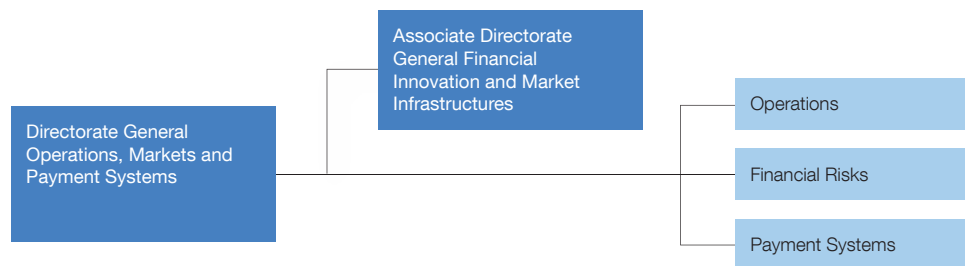 Associate Directorate
General Financial
Innovation and Market
Infrastructures
Directorate General
Operations, Markets and
Payment Systems
Operations
Financial Risks
Payment Systems